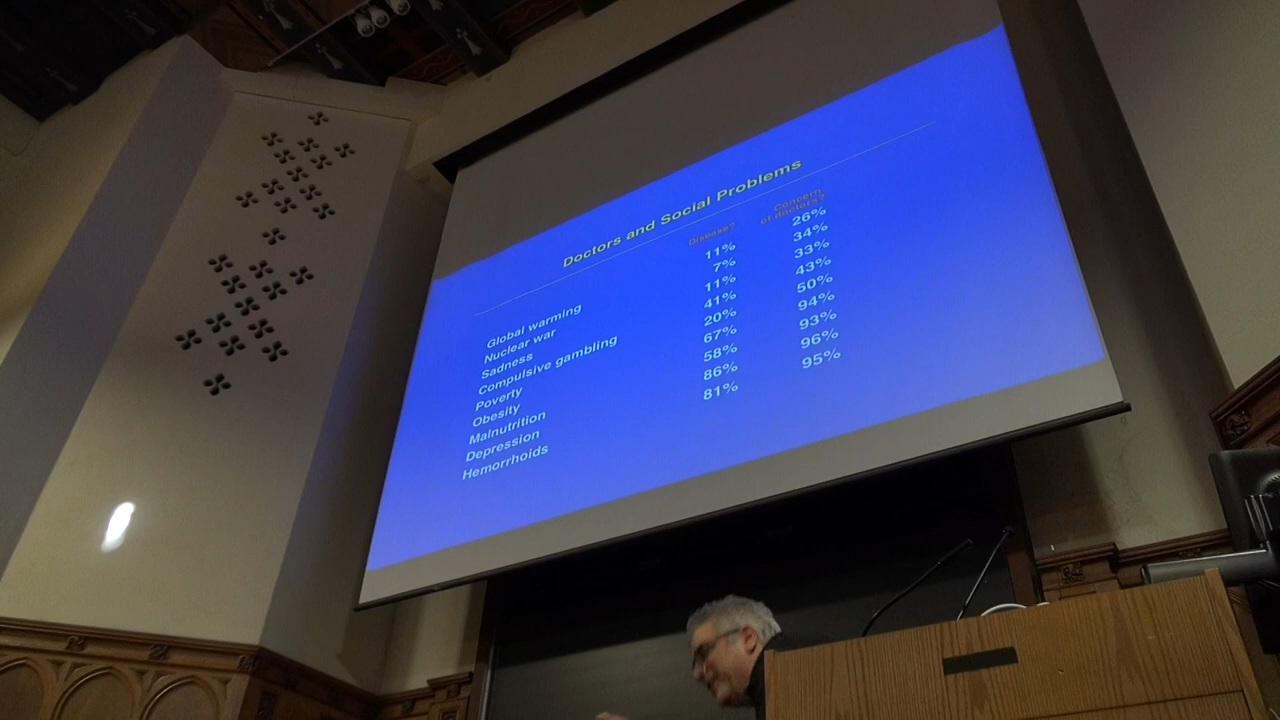 Doctors and Social Problems
Disease? Concern of doctors?
Global warming 11% 26%
Nuclear war 7% 34%
Sadness 11% 33%
Compulsive gambling 41% 43%
Poverty 20% 50%
Obesity 67% 94%
Malnutrition 58% 93%
Depression 86% 96%
Hemorrhoids 81% 95%